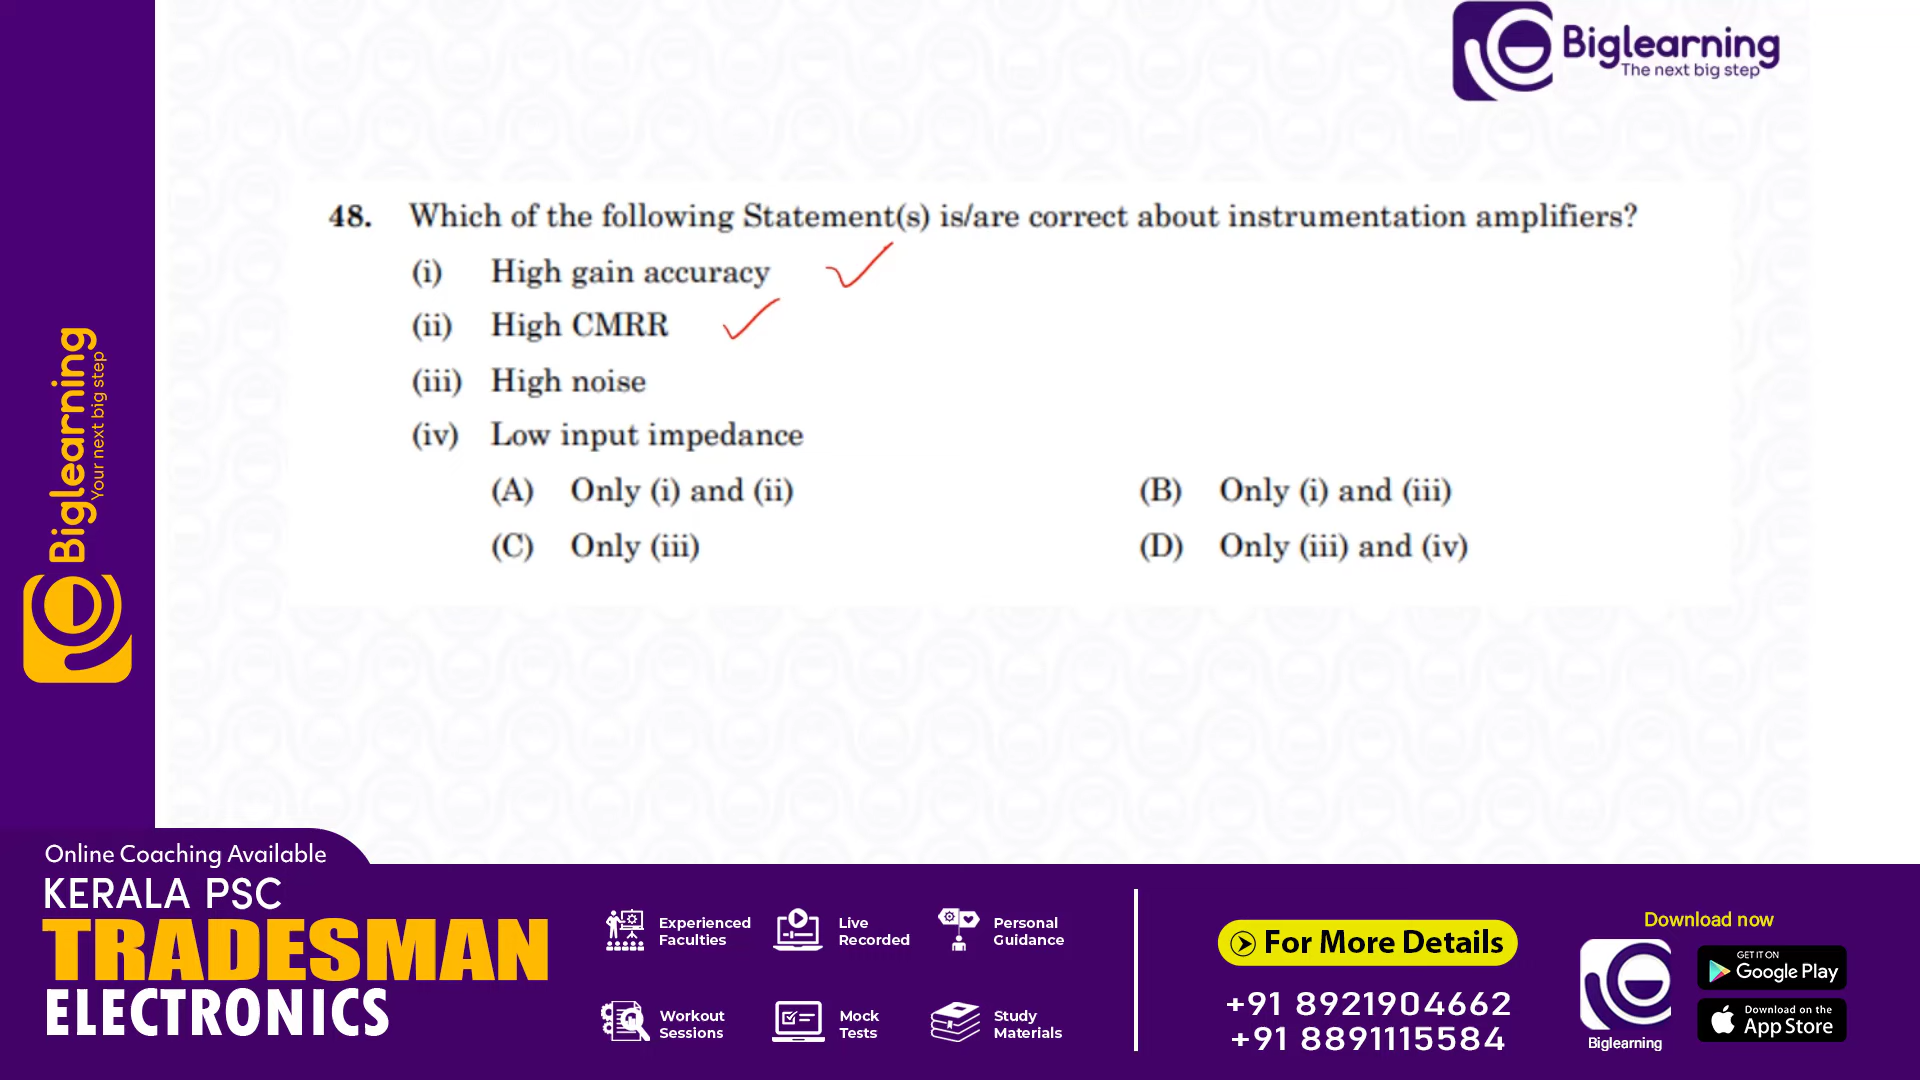 Biglearning
The next big step
48. Which of the following Statement(s) is/are correct about instrumentation amplifiers?
(i) High gain accuracy
(ii) High CMRR
(iii) High noise
(iv) Low input impedance
(A) Only (i) and (ii)
(B) Only (i) and (iii)
(C) Only (iii)
(D) Only (iii) and (iv)
Biglearning
Your next big step
Online Coaching Available
KERALA PSC
TRADESMAN
ELECTRONICS
Experienced
Faculties
Live
Recorded
Personal
Guidance
Workout
Sessions
Mock
Tests
Study
Materials
For More Details
+91 8921904662
+91 8891115584
Download now
Biglearning
GET IT ON
Google Play
Download on the
App Store